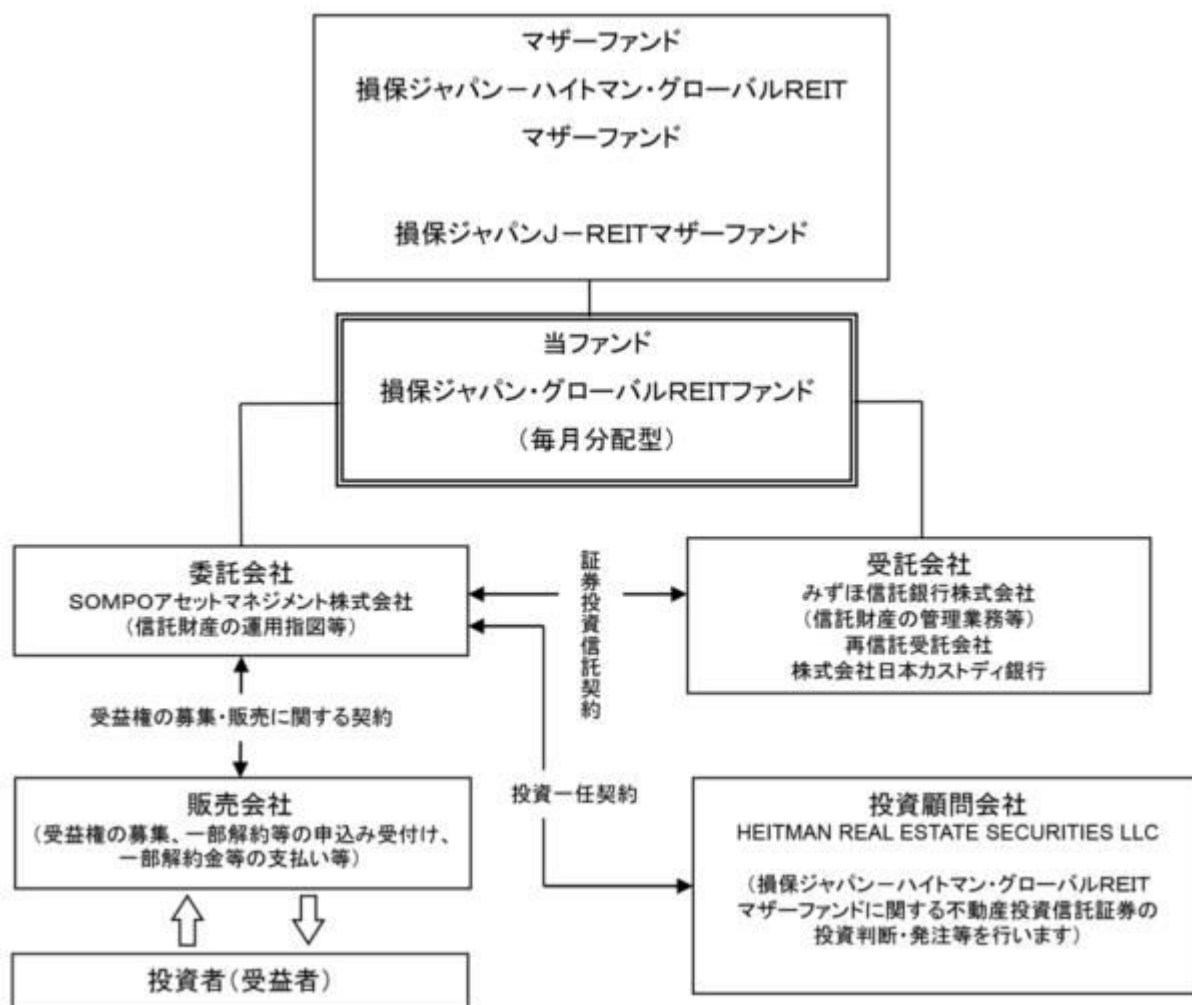 マザーファンド
損保ジャパン－ハイトマン・グローバルREIT
マザーファンド
損保ジャパンJ－REITマザーファンド
当ファンド
損保ジャパン・グローバルREITファンド
（毎月分配型）
委託会社
SOMPOアセットマネジメント株式会社
（信託財産の運用指図等）
証券投資信託契約
受託会社
みずほ信託銀行株式会社
（信託財産の管理業務等）
再信託受託会社
株式会社日本カストディ銀行
受益権の募集・販売に関する契約
投資一任契約
販売会社
（受益権の募集、一部解約等の申込み受付け、
一部解約金等の支払い等）
投資顧問会社
HEITMAN REAL ESTATE SECURITIES LLC
（損保ジャパン－ハイトマン・グローバルREIT
マザーファンドに関する不動産投資信託証券の
投資判断・発注等を行います）
投資者（受益者）